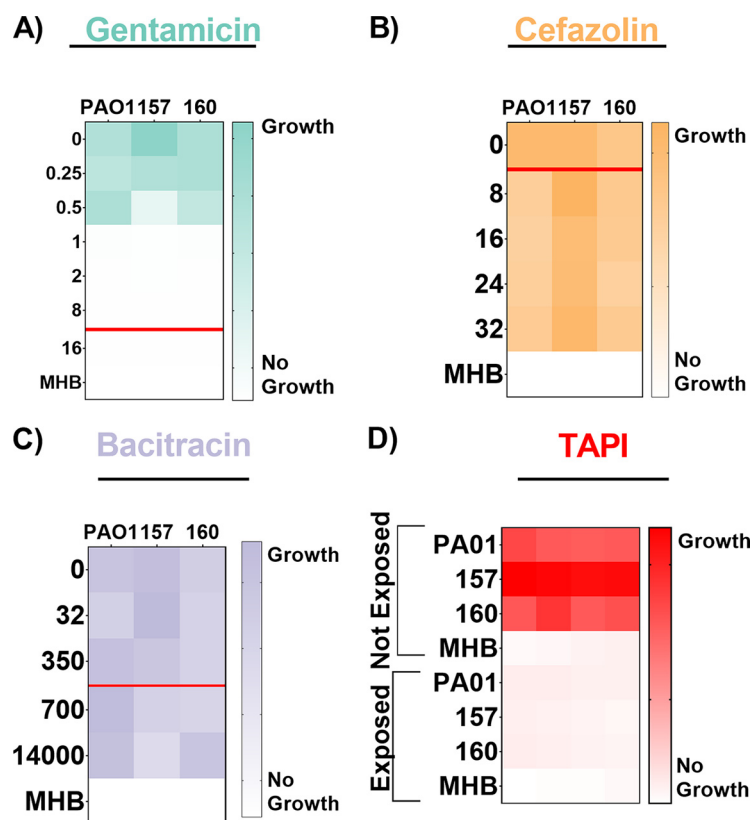 A) Gentamicin
PAO1157 160
0
0.25
0.5
1
2
8
16
MHB
Growth
No
Growth
B) Cefazolin
PAO1157 160
0
8
16
24
32
MHB
Growth
No
Growth
C) Bacitracin
PAO1157 160
0
32
350
700
14000
MHB
Growth
No
Growth
D) TAPI
Not Exposed
PA01
157
160
MHB
Exposed
PA01
157
160
MHB
Growth
No
Growth